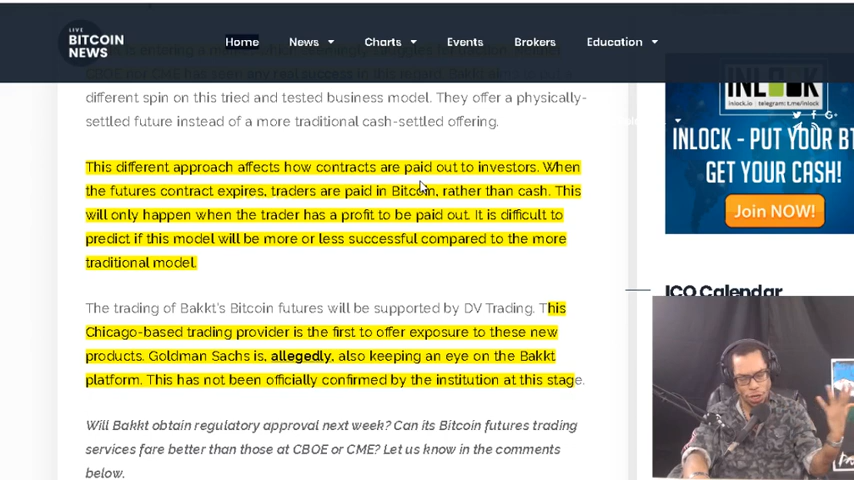 LIVE
BITCOIN
NEWS
Home
News
Charts
Events
Brokers
Education
different spin on this tried and tested business model. They offer a physically-
settled future instead of a more traditional cash-settled offering.
This different approach affects how contracts are paid out to investors. When
the futures contract expires, traders are paid in Bitcoin, rather than cash. This
will only happen when the trader has a profit to be paid out. It is difficult to
predict if this model will be more or less successful compared to the more
traditional model.
The trading of Bakkt's Bitcoin futures will be supported by DV Trading. This
Chicago-based trading provider is the first to offer exposure to these new
products. Goldman Sachs is, allegedly, also keeping an eye on the Bakkt
platform. This has not been officially confirmed by the institution at this stage.
Will Bakkt obtain regulatory approval next week? Can its Bitcoin futures trading
services fare better than those at CBOE or CME? Let us know in the comments
below.
INLOCK
inlock.io | telegram: t.me/inlock
INLOCK - PUT YOUR
GET YOUR CASH!
Join NOW!
ICO Calendar